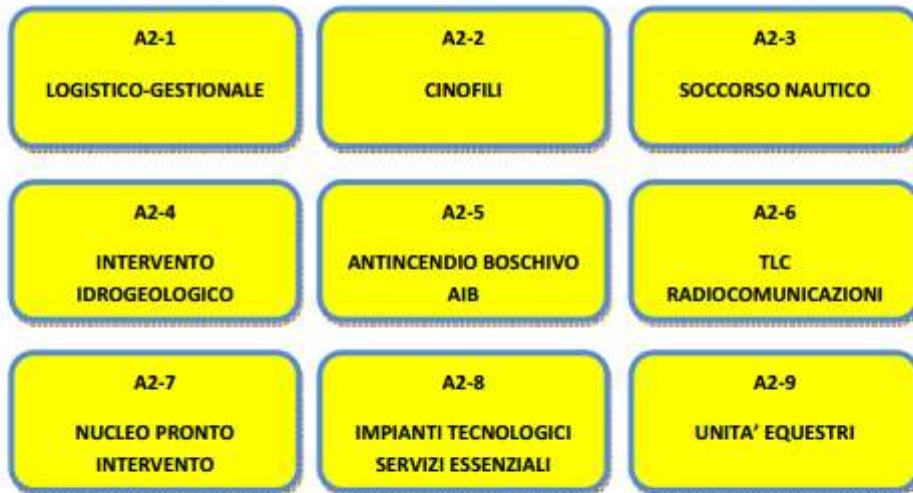 A2-1
LOGISTICO-GESTIONALE
A2-2
CINOFILI
A2-3
SOCCORSO NAUTICO
A2-4
INTERVENTO
IDROGEOLOGICO
A2-5
ANTINCENDIO BOSCHIVO
AIB
A2-6
TLC
RADIOCOMUNICAZIONI
A2-7
NUCLEO PRONTO
INTERVENTO
A2-8
IMPIANTI TECNOLOGICI
SERVIZI ESSENZIALI
A2-9
UNITA’ EQUESTRI